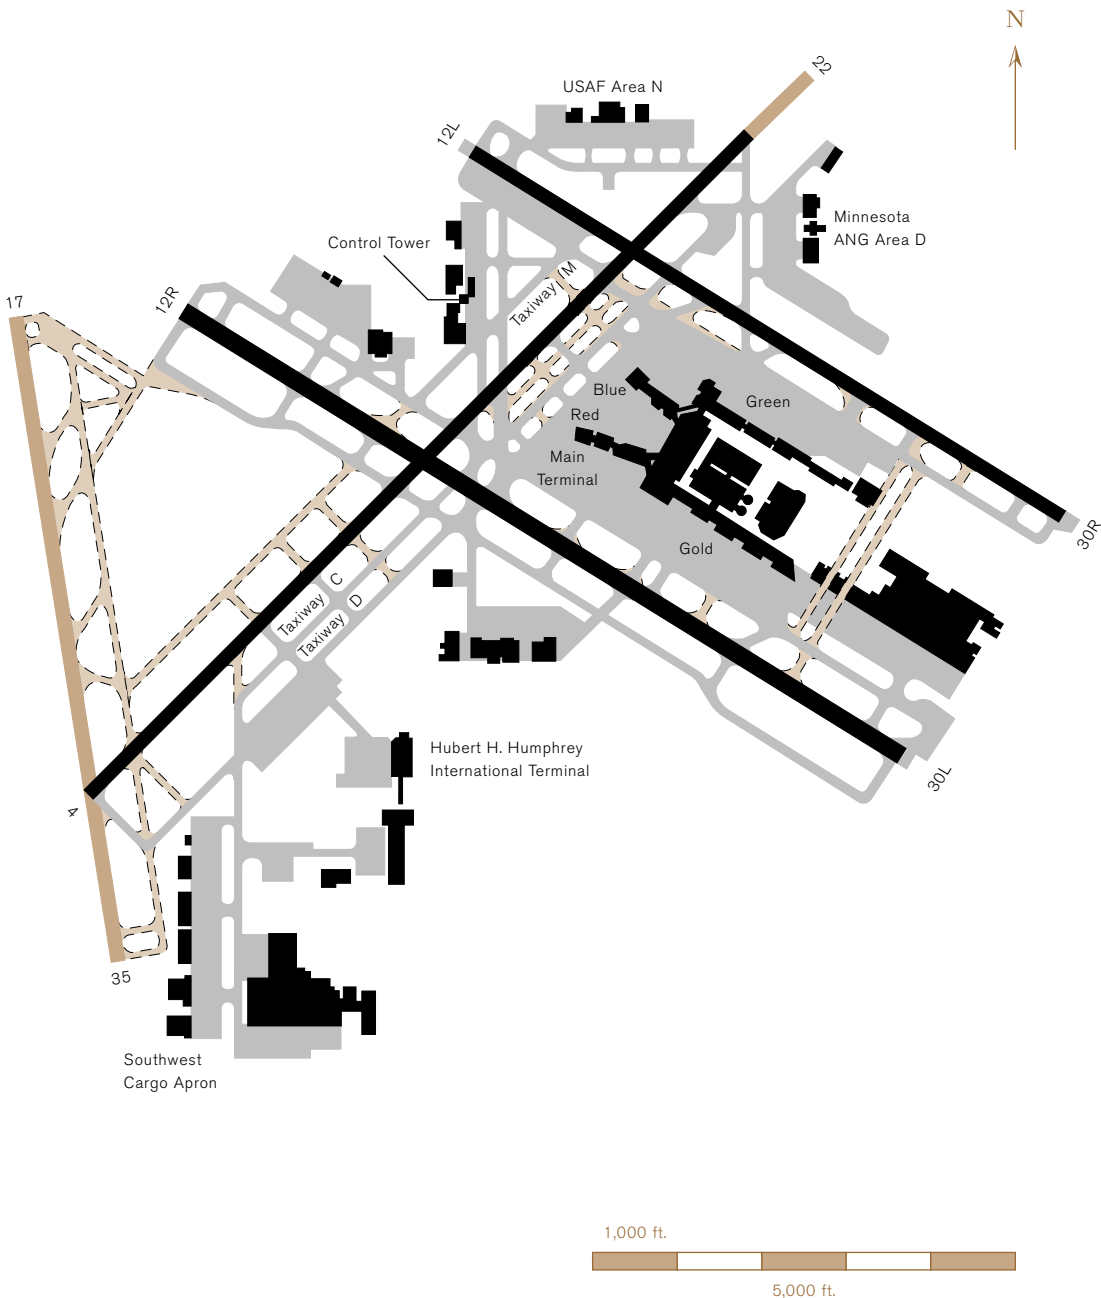 N
22
USAF Area N
12L
Minnesota
ANG Area D
Control Tower
Taxiway M
17
12R
Blue
Green
Red
Main
Terminal
30R
Gold
Taxiway C
Taxiway D
Hubert H. Humphrey
International Terminal
30L
4
35
Southwest
Cargo Apron
1,000 ft.
5,000 ft.